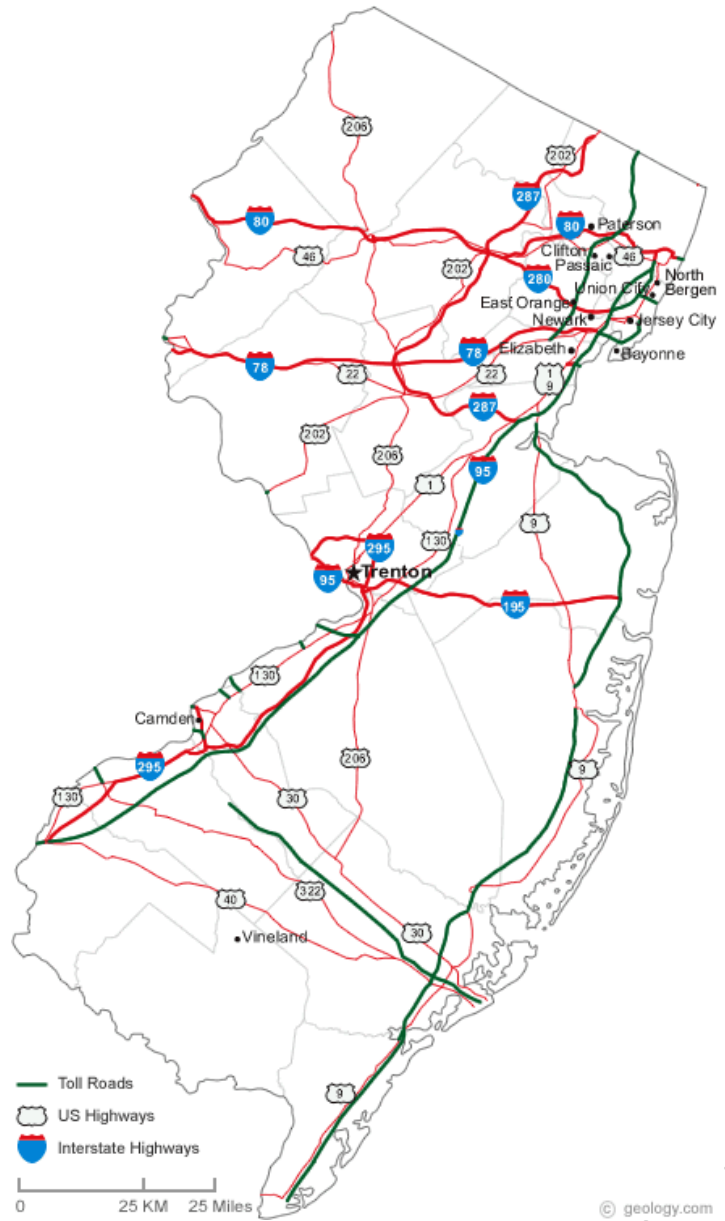 206
202
287
80
80
Paterson
46
Clifton
46
Passaic
202
280
North
Union City
Bergen
East Orange
Newark
Jersey City
78
Elizabeth
Bayonne
78
22
22
1
9
287
202
206
95
1
9
130
295
Trenton
95
195
130
Camden
206
295
9
130
30
322
40
30
Vineland
Toll Roads
9
US Highways
Interstate Highways
0 25 KM 25 Miles
© geology.com